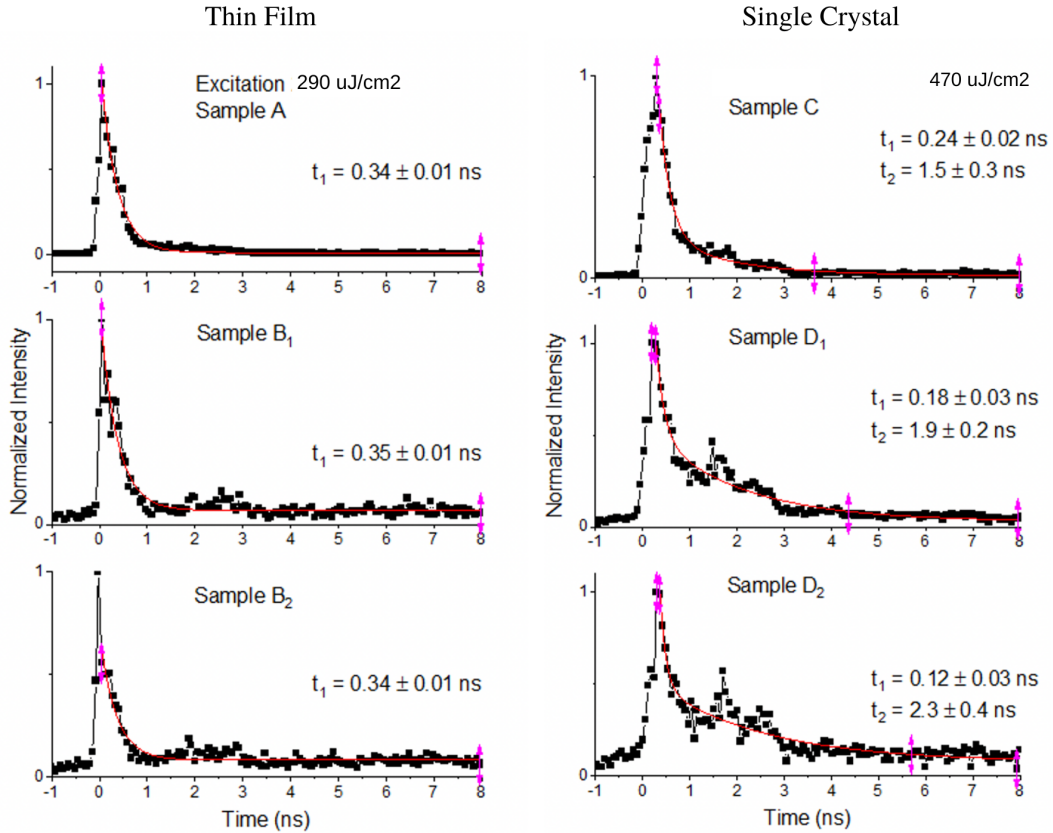 Thin Film
Single Crystal
Excitation 290 uJ/cm2
Sample A
t₁ = 0.34 ± 0.01 ns
1
0
-1 0 1 2 3 4 5 6 7 8
470 uJ/cm2
Sample C
t₁ = 0.24 ± 0.02 ns
t₂ = 1.5 ± 0.3 ns
1
0
-1 0 1 2 3 4 5 6 7 8
Normalized Intensity
Sample B₁
t₁ = 0.35 ± 0.01 ns
1
0
-1 0 1 2 3 4 5 6 7 8
Normalized Intensity
Sample D₁
t₁ = 0.18 ± 0.03 ns
t₂ = 1.9 ± 0.2 ns
1
0
-1 0 1 2 3 4 5 6 7 8
Sample B₂
t₁ = 0.34 ± 0.01 ns
1
0
-1 0 1 2 3 4 5 6 7 8
Time (ns)
Sample D₂
t₁ = 0.12 ± 0.03 ns
t₂ = 2.3 ± 0.4 ns
1
0
-1 0 1 2 3 4 5 6 7 8
Time (ns)